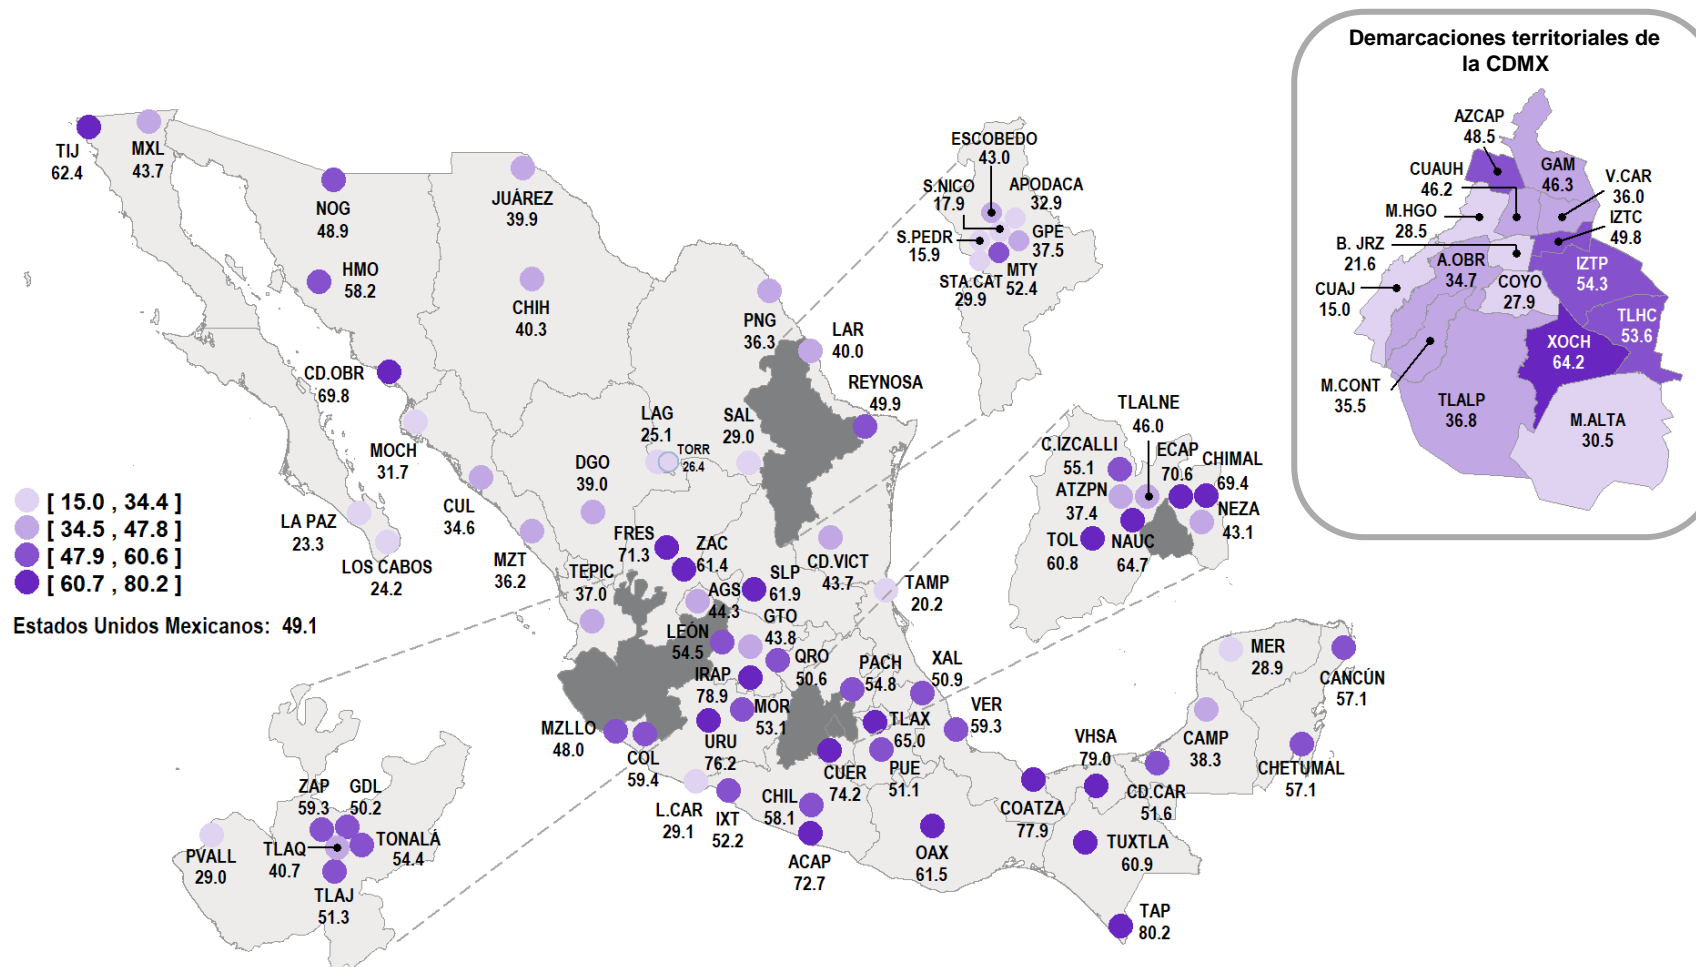 Demarcaciones territoriales de
la CDMX
AZCAP
48.5
CUAUH
46.2
GAM
46.3
V.CAR
36.0
M.HGO
28.5
IZTC
49.8
B. JRZ
21.6
A.OBR
34.7
IZTP
54.3
CUAJ
15.0
COYO
27.9
TLHC
53.6
XOCH
64.2
M.CONT
35.5
TLALP
36.8
M.ALTA
30.5
TIJ
62.4
MXL
43.7
NOG
48.9
JUÁREZ
39.9
HMO
58.2
CHIH
40.3
ESCOBEDO
43.0
S.NICO
17.9
APODACA
32.9
S.PEDR
15.9
GPE
37.5
STA.CAT
29.9
MTY
52.4
PNG
36.3
LAR
40.0
REYNOSA
49.9
CD.OBR
69.8
MOCH
31.7
LAG
25.1
TORR
26.4
SAL
29.0
DGO
39.0
CUL
34.6
LA PAZ
23.3
LOS CABOS
24.2
MZT
36.2
FRES
71.3
ZAC
61.4
TEPIC
37.0
AGS
44.3
SLP
61.9
CD.VICT
43.7
TAMP
20.2
TLALNE
46.0
C.IZCALLI
55.1
ECAP
70.6
CHIMAL
69.4
ATZPN
37.4
NEZA
43.1
TOL
60.8
NAUC
64.7
[ 15.0 , 34.4 ]
[ 34.5 , 47.8 ]
[ 47.9 , 60.6 ]
[ 60.7 , 80.2 ]
Estados Unidos Mexicanos: 49.1
LEÓN
54.5
GTO
43.8
IRAP
78.9
QRO
50.6
PACH
54.8
XAL
50.9
MOR
53.1
MZLLO
48.0
COL
59.4
URU
76.2
TLAX
65.0
VER
59.3
CUER
74.2
PUE
51.1
L.CAR
29.1
IXT
52.2
CHIL
58.1
ACAP
72.7
OAX
61.5
COATZA
77.9
VHSA
79.0
CD.CAR
51.6
TUXTLA
60.9
TAP
80.2
MER
28.9
CANCÚN
57.1
CAMP
38.3
CHETUMAL
57.1
ZAP
59.3
GDL
50.2
PVALL
29.0
TLAQ
40.7
TONALÁ
54.4
TLAJ
51.3